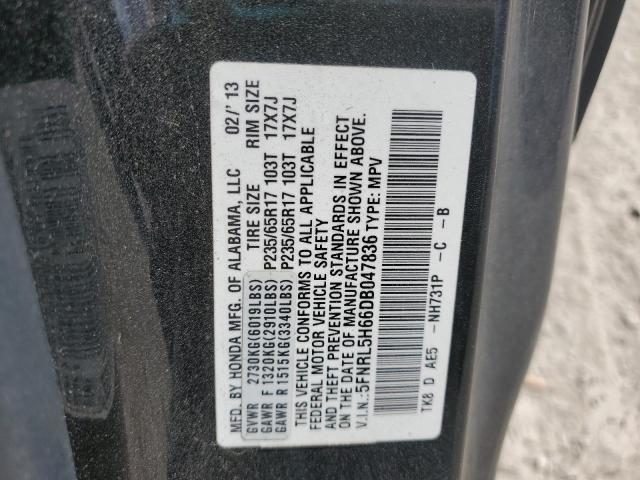 MFD. BY HONDA MFG. OF ALABAMA, LLC 02/'13
TIRE SIZE RIM SIZE
GVWR 2730KG(6019LBS)
GAWR F 1320KG(2910LBS) P235/65R17 103T 17X7J
GAWR R 1515KG(3340LBS) P235/65R17 103T 17X7J
THIS VEHICLE CONFORMS TO ALL APPLICABLE
FEDERAL MOTOR VEHICLE SAFETY
AND THEFT PREVENTION STANDARDS IN EFFECT
ON THE DATE OF MANUFACTURE SHOWN ABOVE.
V.I.N.:5FNRL5H66DB047836 TYPE: MPV
TK8 D AE5 -NH731P -C -B